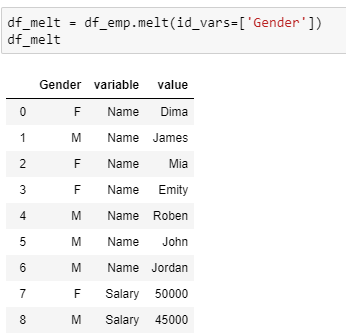 df_melt = df_emp.melt(id_vars=['Gender'])
df_melt
Gender variable value
0 F Name Dima
1 M Name James
2 F Name Mia
3 F Name Emity
4 M Name Roben
5 M Name John
6 M Name Jordan
7 F Salary 50000
8 M Salary 45000